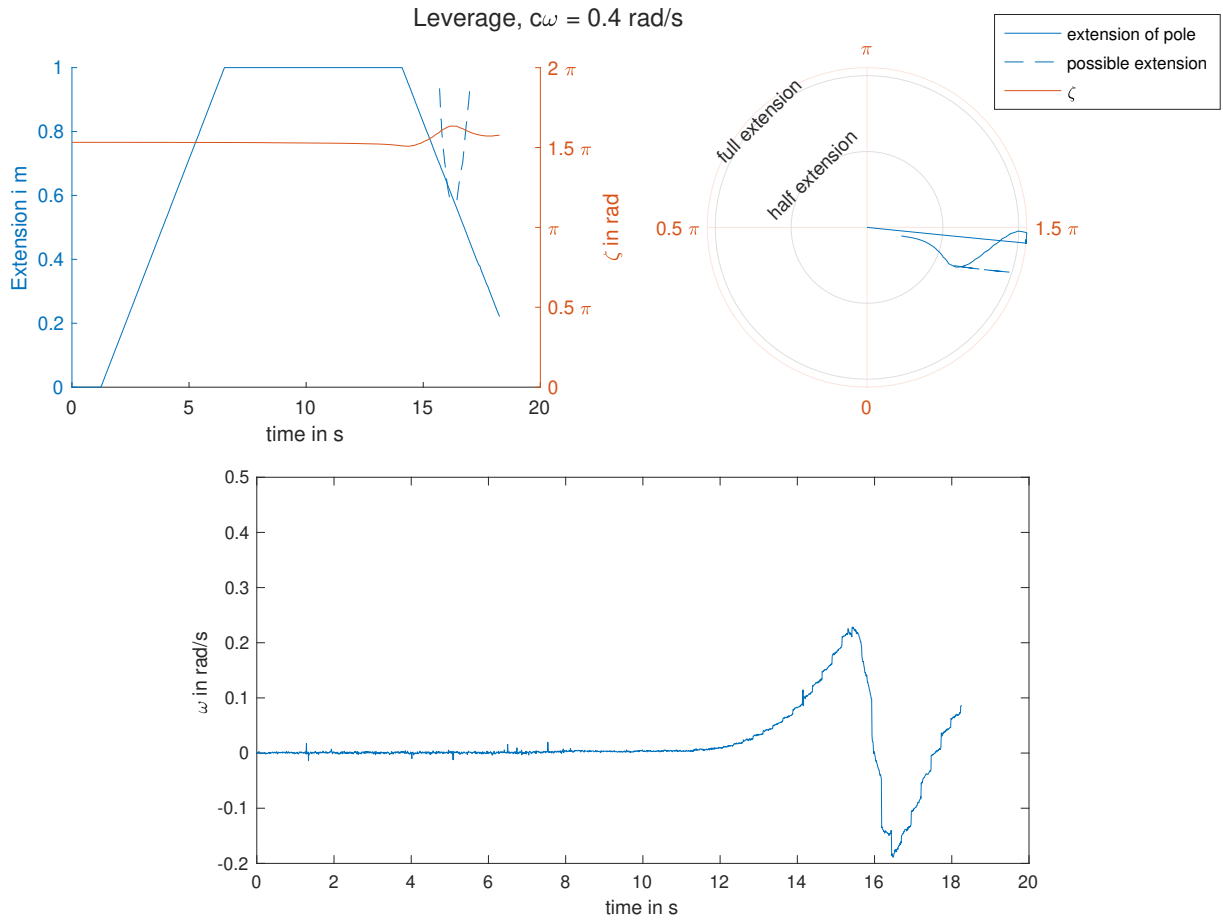 Leverage, cω = 0.4 rad/s
extension of pole
possible extension
ζ
1
0.8
0.6
0.4
0.2
0
Extension i m
2 π
1.5 π
π
0.5 π
0
ζ in rad
0 5 10 15 20
time in s
π
0.5 π
1.5 π
0
full extension
half extension
0.5
0.4
0.3
0.2
0.1
0
-0.1
-0.2
ω in rad/s
0 2 4 6 8 10 12 14 16 18 20
time in s